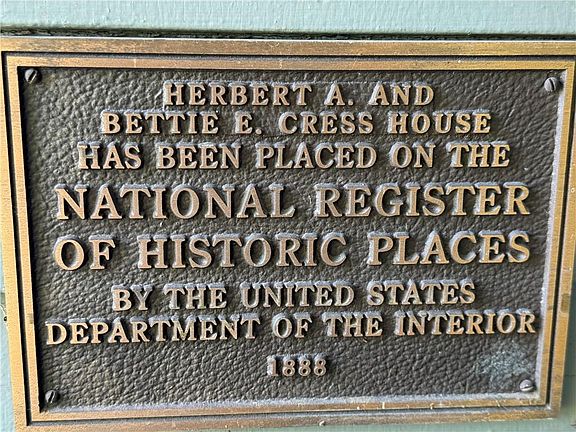 HERBERT A. AND
BETTIE E. CRESS HOUSE
HAS BEEN PLACED ON THE
NATIONAL REGISTER
OF HISTORIC PLACES
BY THE UNITED STATES
DEPARTMENT OF THE INTERIOR
1888